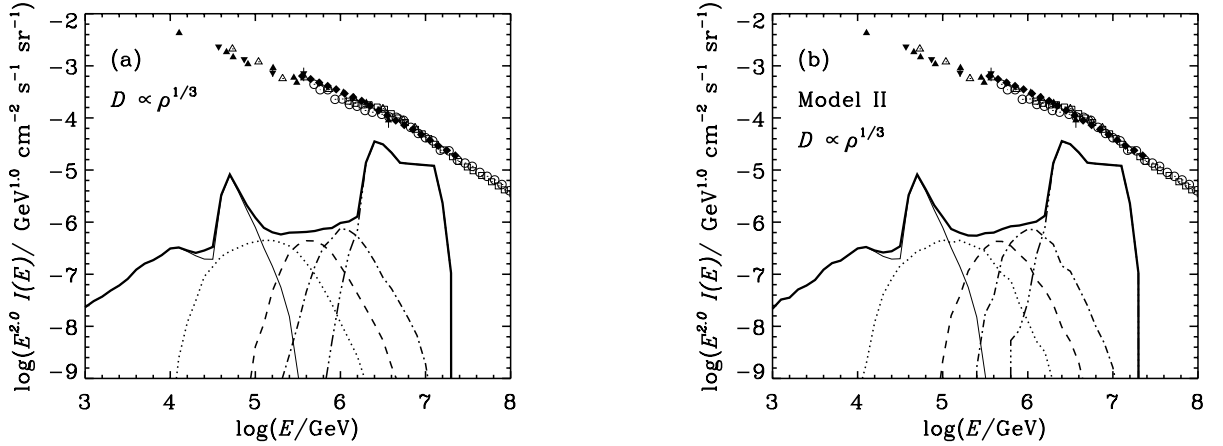 −2
−3
−4
−5
−6
−7
−8
−9
log(E^2.0 I(E)/ GeV^1.0 cm^−2 s^−1 sr^−1)
(a)
D ∝ ρ^1/3
3 4 5 6 7 8
log(E/GeV)
−2
−3
−4
−5
−6
−7
−8
−9
log(E^2.0 I(E)/ GeV^1.0 cm^−2 s^−1 sr^−1)
(b)
Model II
D ∝ ρ^1/3
3 4 5 6 7 8
log(E/GeV)